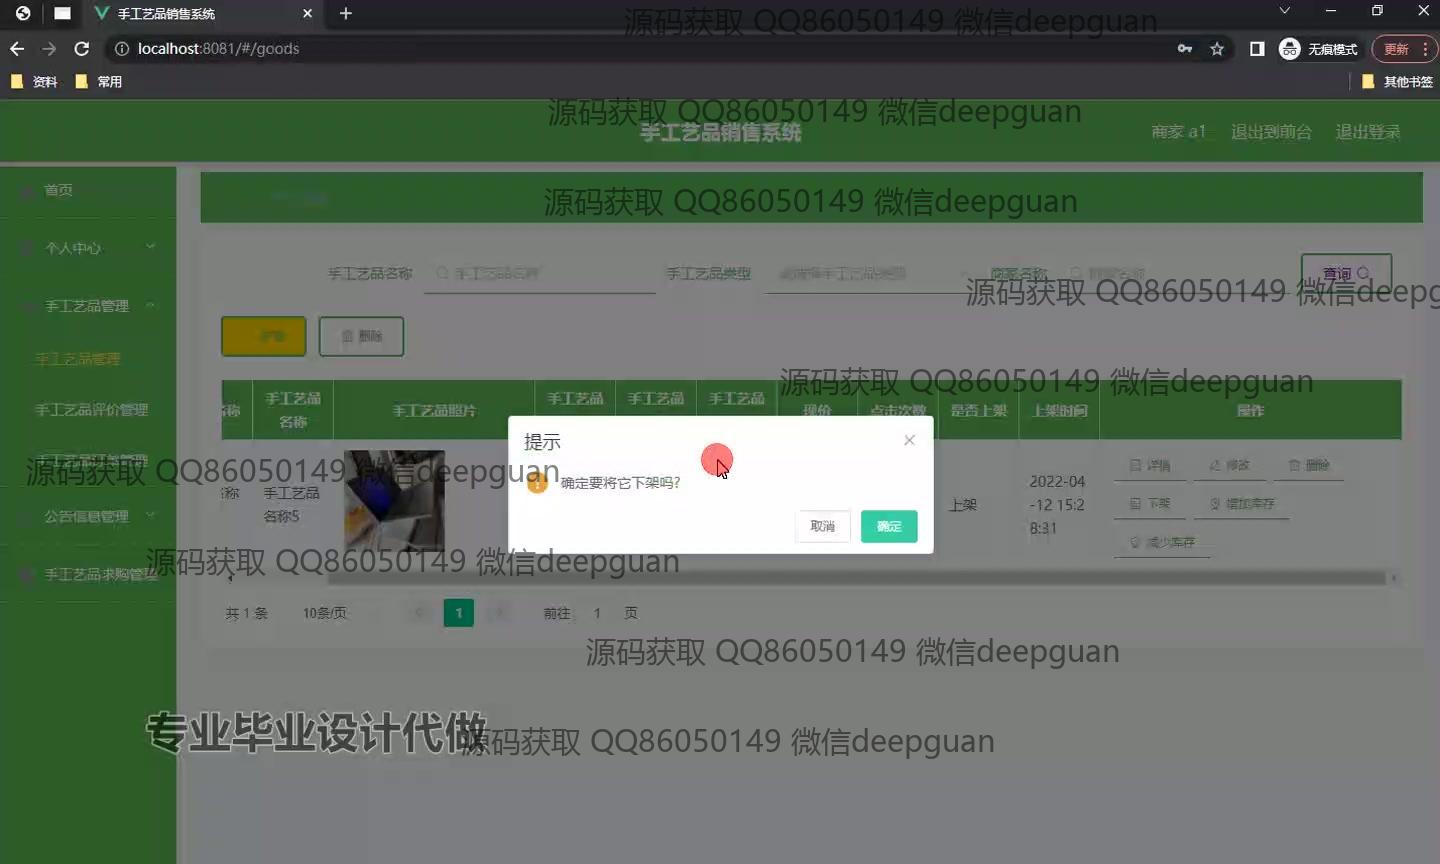 手工艺品销售系统
源码获取 QQ86050149 微信deepguan
localhost:8081/#/goods
无痕模式
更新
资料
常用
其他书签
源码获取 QQ86050149 微信deepguan
手工艺品销售系统
商家 a1
退出到前台
退出登录
首页
源码获取 QQ86050149 微信deepguan
个人中心
手工艺品名称
手工艺品名称
手工艺品类型
商家名称
商家名称
查询
源码获取 QQ86050149 微信deepg
手工艺品管理
删除
手工艺品管理
源码获取 QQ86050149 微信deepguan
手工艺品评价管理
手工艺品名称
手工艺品照片
手工艺品
手工艺品
手工艺品
现价
点击次数
是否上架
上架时间
操作
提示
确定要将它下架吗?
取消
确定
源码获取 QQ86050149 微信deepguan
公告信息管理
手工艺品求购管理
手工艺品
名称5
上架
2022-04
-12 15:2
8:31
详情
修改
删除
下架
增加库存
减少库存
源码获取 QQ86050149 微信deepguan
共 1 条
10条/页
1
前往
1
页
源码获取 QQ86050149 微信deepguan
专业毕业设计代做
源码获取 QQ86050149 微信deepguan